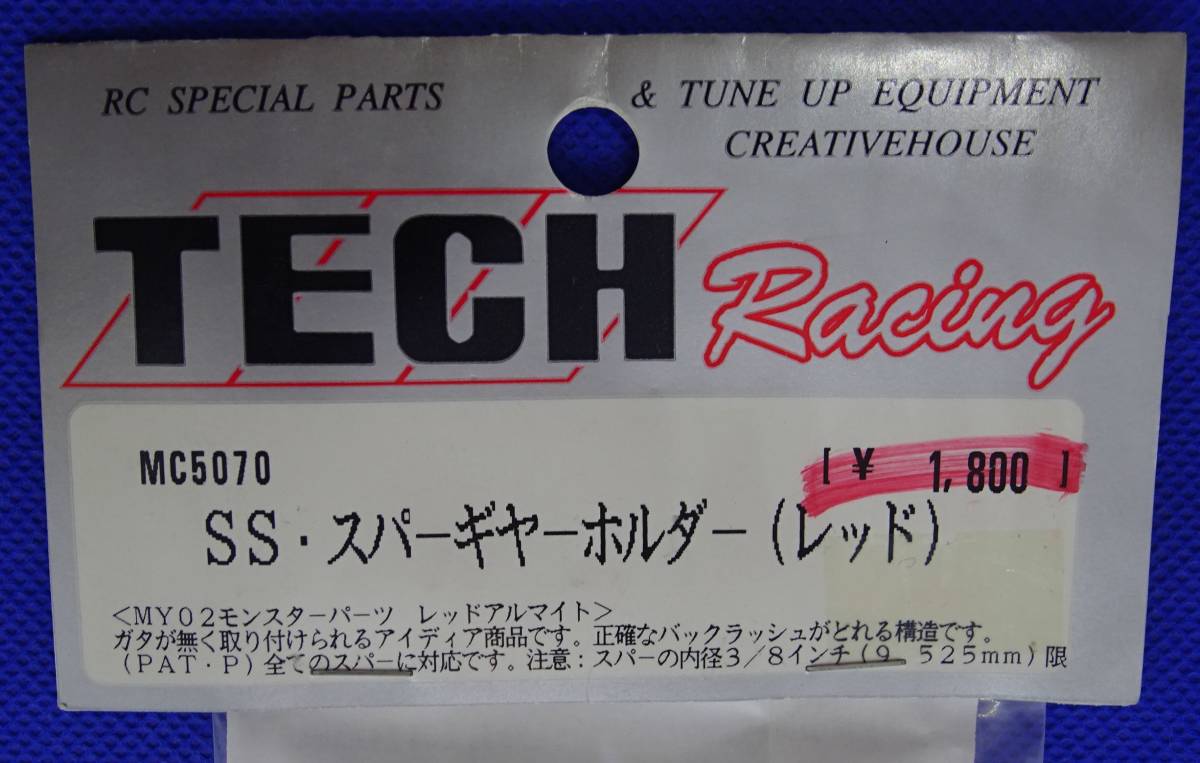 RC SPECIAL PARTS & TUNE UP EQUIPMENT
CREATIVEHOUSE
TECH Racing
MC5070 [ ¥ 1,800 ]
SS・スパーギヤーホルダー(レッド)
<MY02モンスターパーツ レッドアルマイト>
ガタが無く取り付けられるアイディア商品です。正確なバックラッシュがどれる構造です。
(PAT・P)全てのスパーに対応です。注意:スパーの内径3/8インチ(9.525mm)限